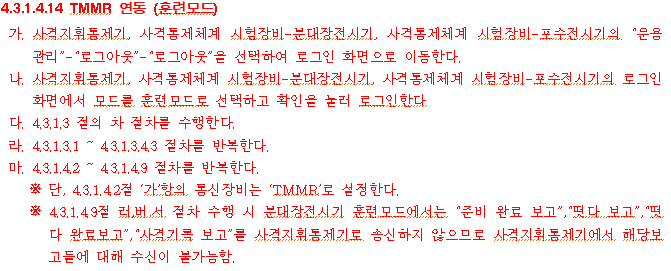 4.3.1.4.14 TMMR 연동 (훈련모드)
가. 사격지휘통제기, 사격통제체계 시험장비-분대장전시기, 사격통제체계 시험장비-포수전시기의 "운용
관리"-"로그아웃"-"로그아웃"을 선택하여 로그인 화면으로 이동한다.
나. 사격지휘통제기, 사격통제체계 시험장비-분대장전시기, 사격통제체계 시험장비-포수전시기의 로그인
화면에서 모드를 훈련모드로 선택하고 확인을 눌러 로그인한다.
다. 4.3.1.3 절의 차 절차를 수행한다.
라. 4.3.1.3.1 ~ 4.3.1.3.4.3 절차를 반복한다.
마. 4.3.1.4.2 ~ 4.3.1.4.9 절차를 반복한다.
※ 단, 4.3.1.4.2절 '가'항의 통신장비는 'TMMR'로 설정한다.
※ 4.3.1.4.9절 러,버,서 절차 수행 시 분대장전시기 훈련모드에서는 "준비 완료 보고","떳다 보고","떳
다 완료보고","사격기록 보고"를 사격지휘통제기로 송신하지 않으므로 사격지휘통제기에서 해당보
고들에 대해 수신이 불가능함.